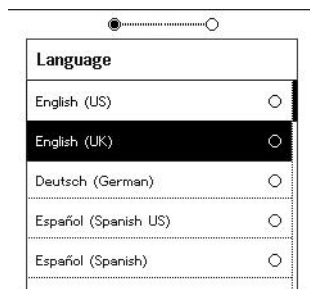 Language
English (US)
English (UK)
Deutsch (German)
Español (Spanish US)
Español (Spanish)